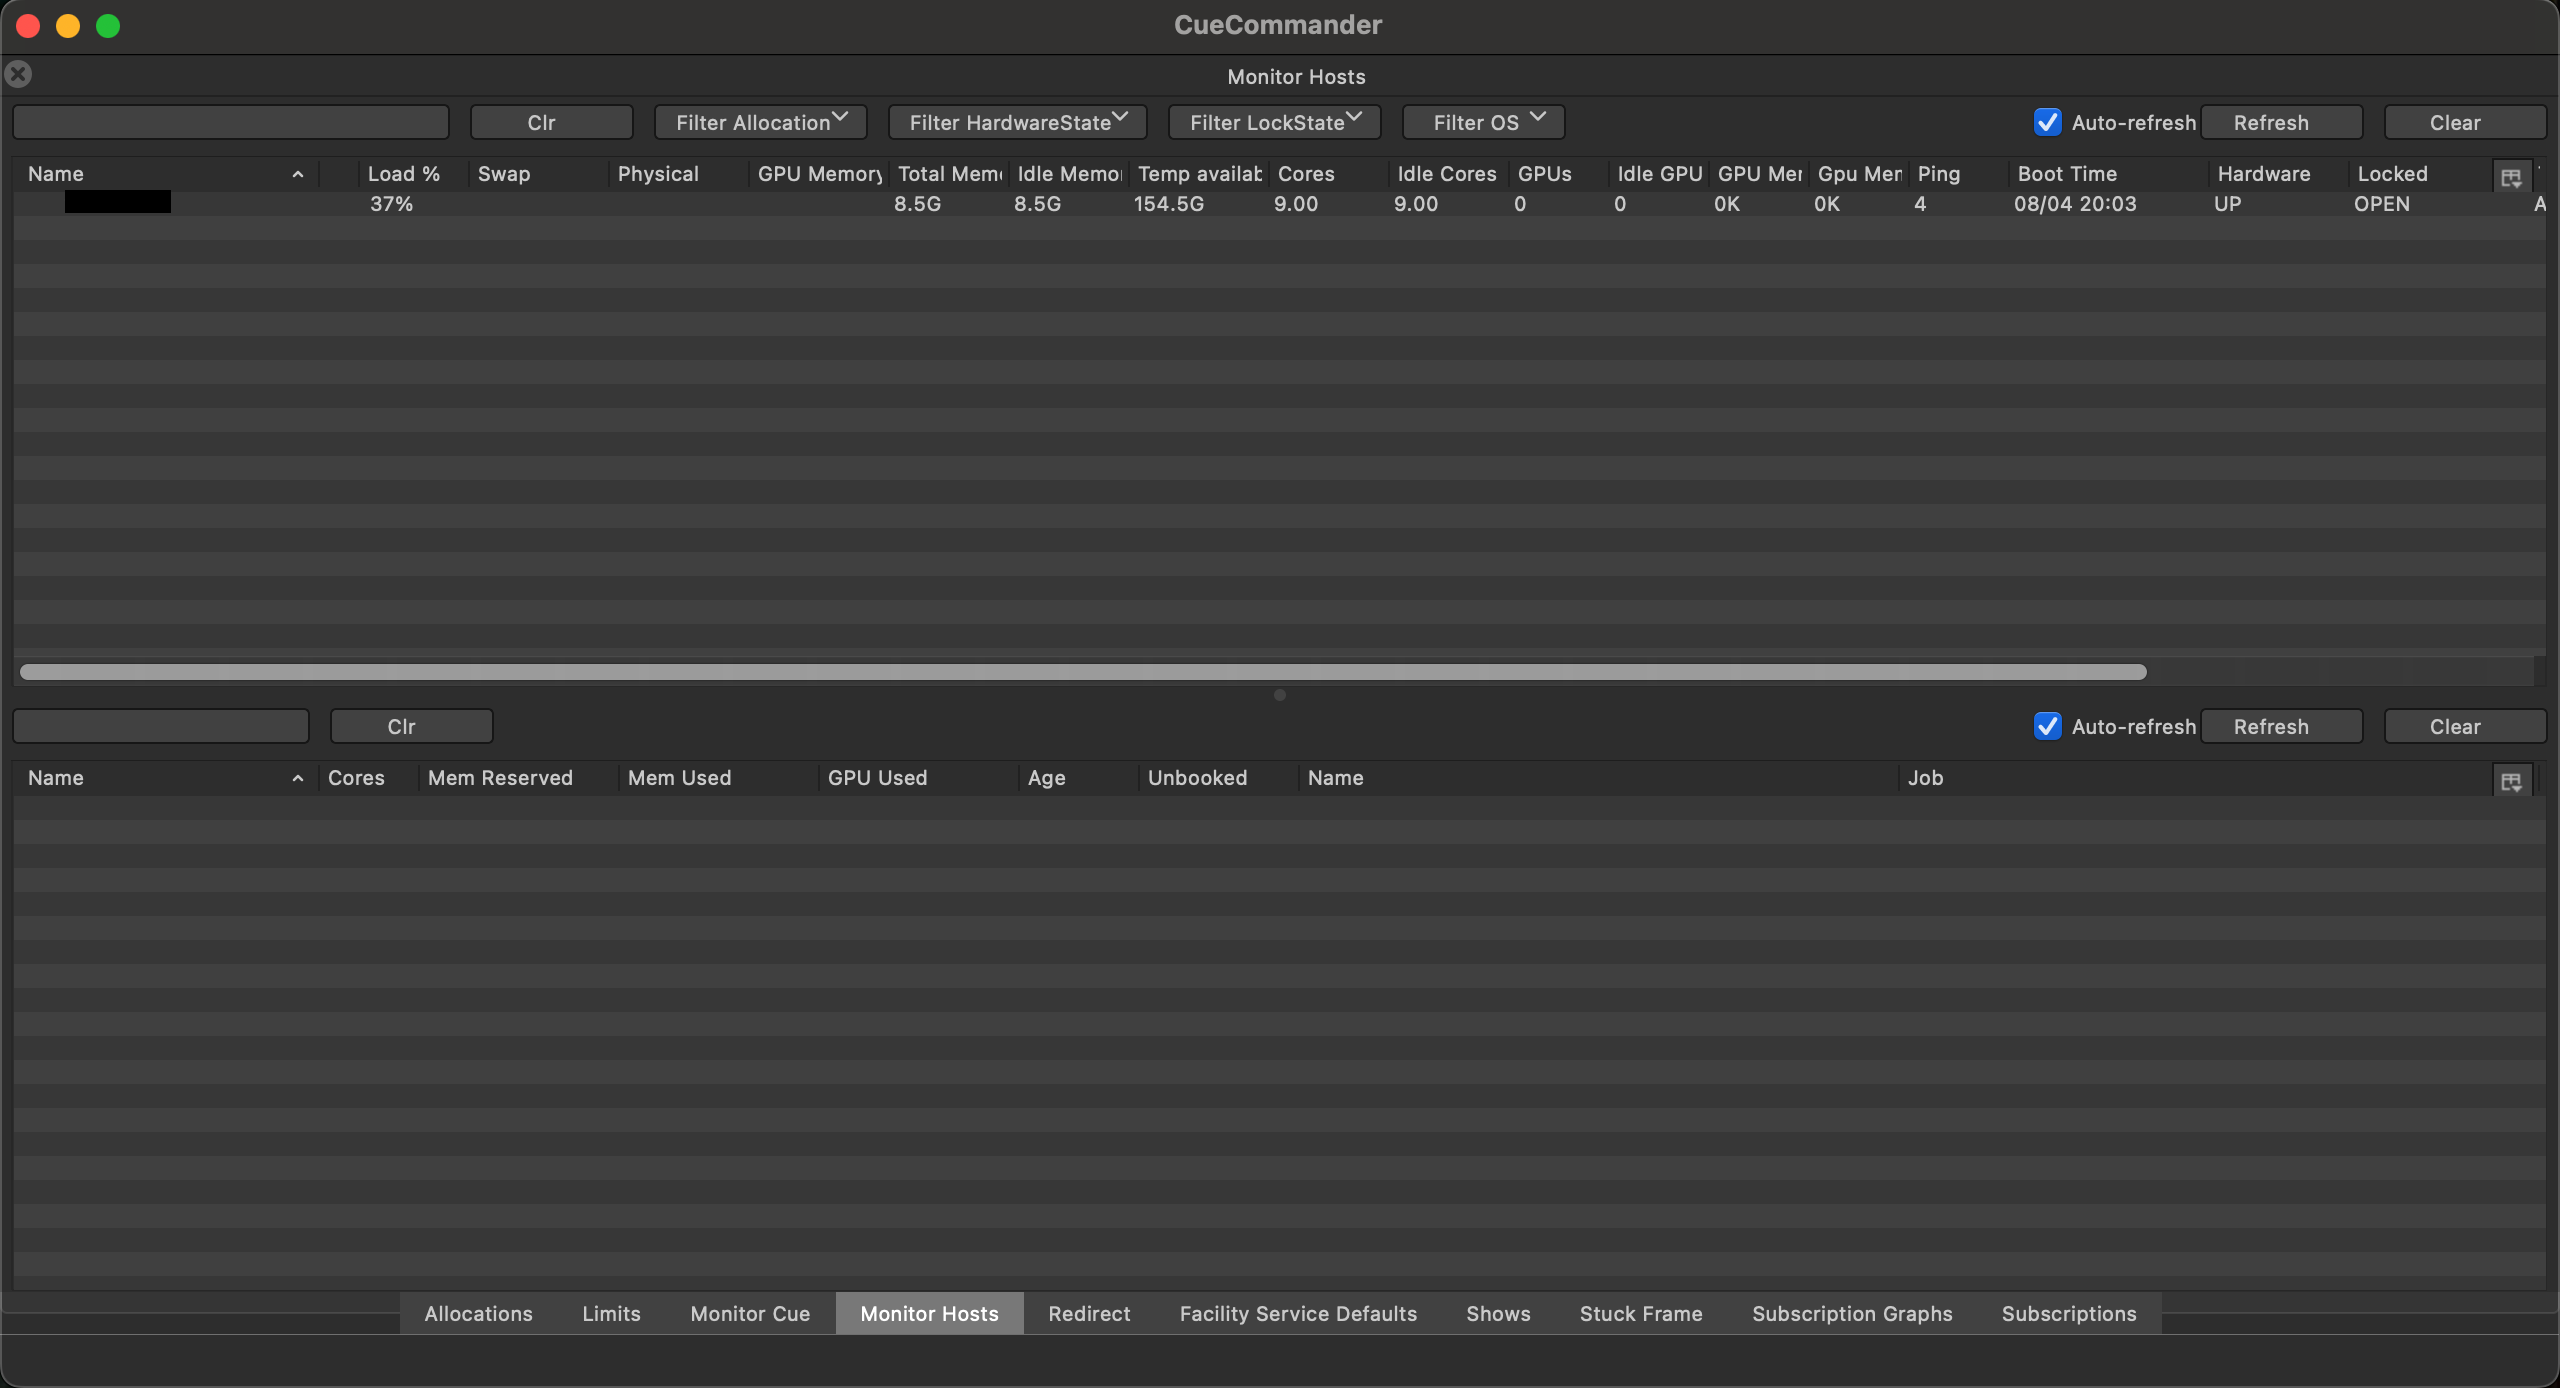 CueCommander
Monitor Hosts
Clr Filter Allocation Filter HardwareState Filter LockState Filter OS Auto-refresh Refresh Clear
Name Load % Swap Physical GPU Memory Total Mem Idle Memo Temp availab Cores Idle Cores GPUs Idle GPU GPU Mer Gpu Mer Ping Boot Time Hardware Locked
37% 8.5G 8.5G 154.5G 9.00 9.00 0 0 0K 0K 4 08/04 20:03 UP OPEN A
Clr Auto-refresh Refresh Clear
Name Cores Mem Reserved Mem Used GPU Used Age Unbooked Name Job
Allocations Limits Monitor Cue Monitor Hosts Redirect Facility Service Defaults Shows Stuck Frame Subscription Graphs Subscriptions